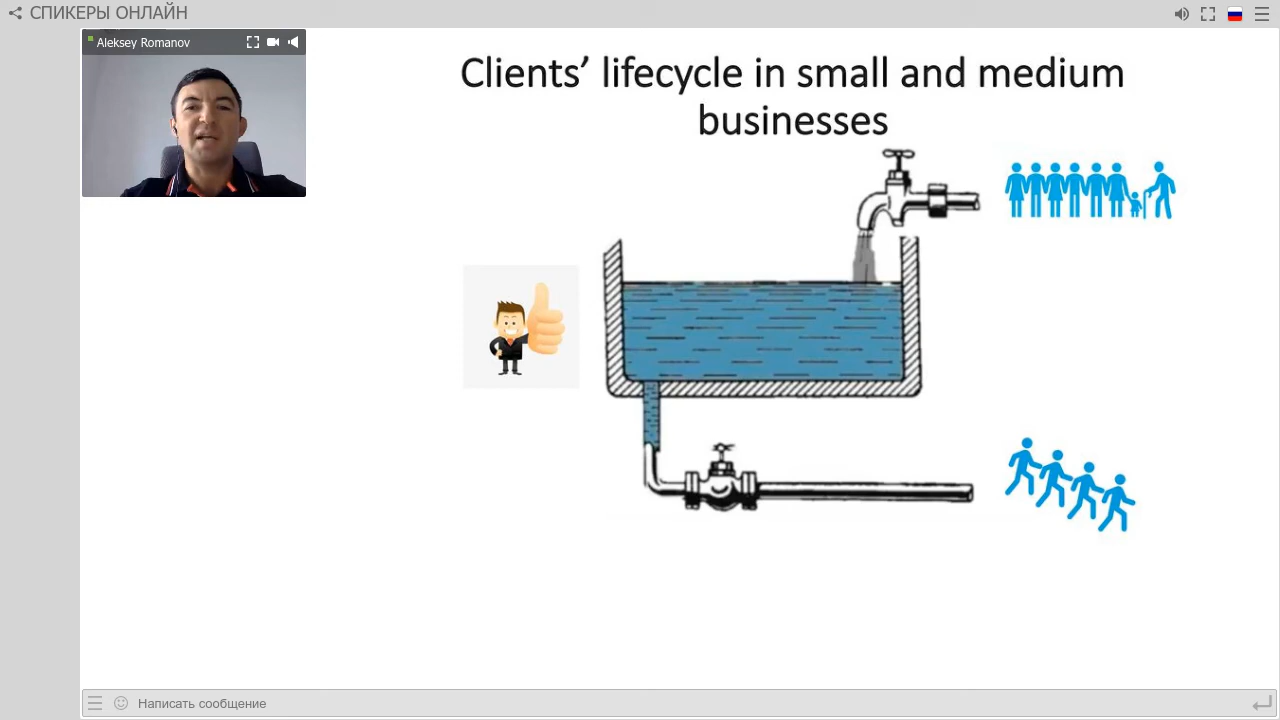 СПИКЕРЫ ОНЛАЙН
Aleksey Romanov
Clients’ lifecycle in small and medium
businesses
Написать сообщение